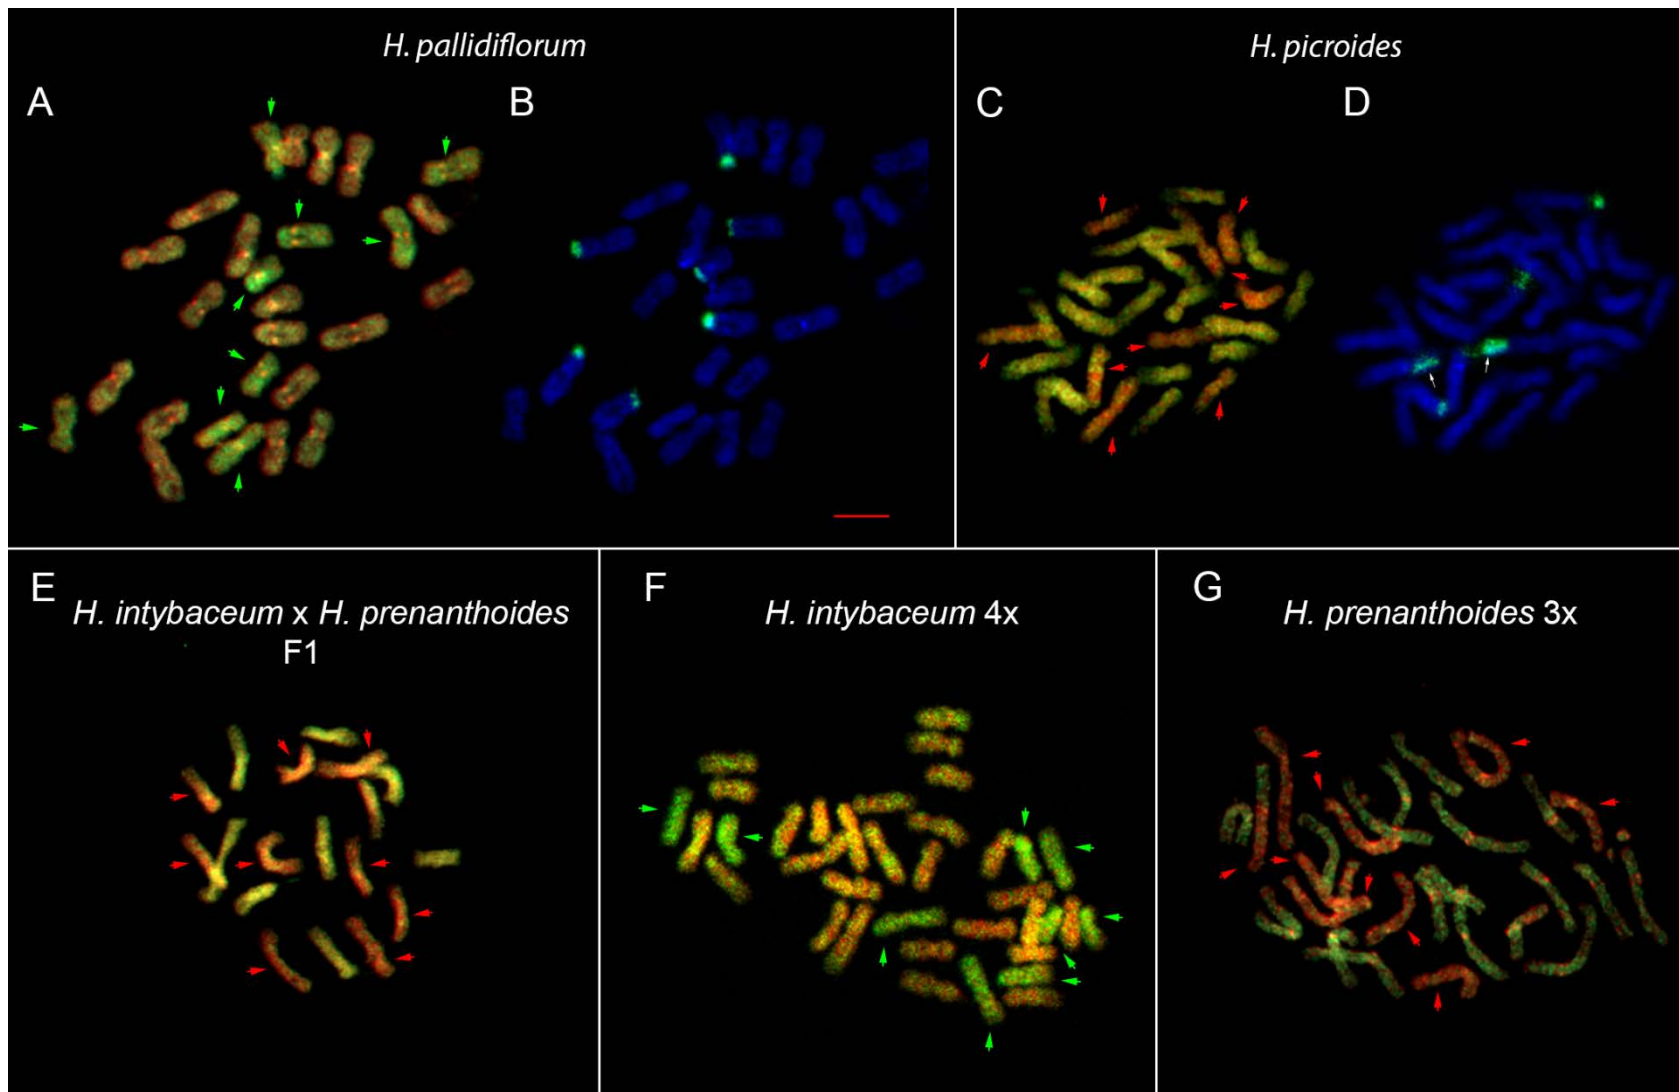 H. pallidiflorum
H. picroides
A
B
C
D
E
H. intybaceum x H. prenanthoides
F1
F
H. intybaceum 4x
G
H. prenanthoides 3x